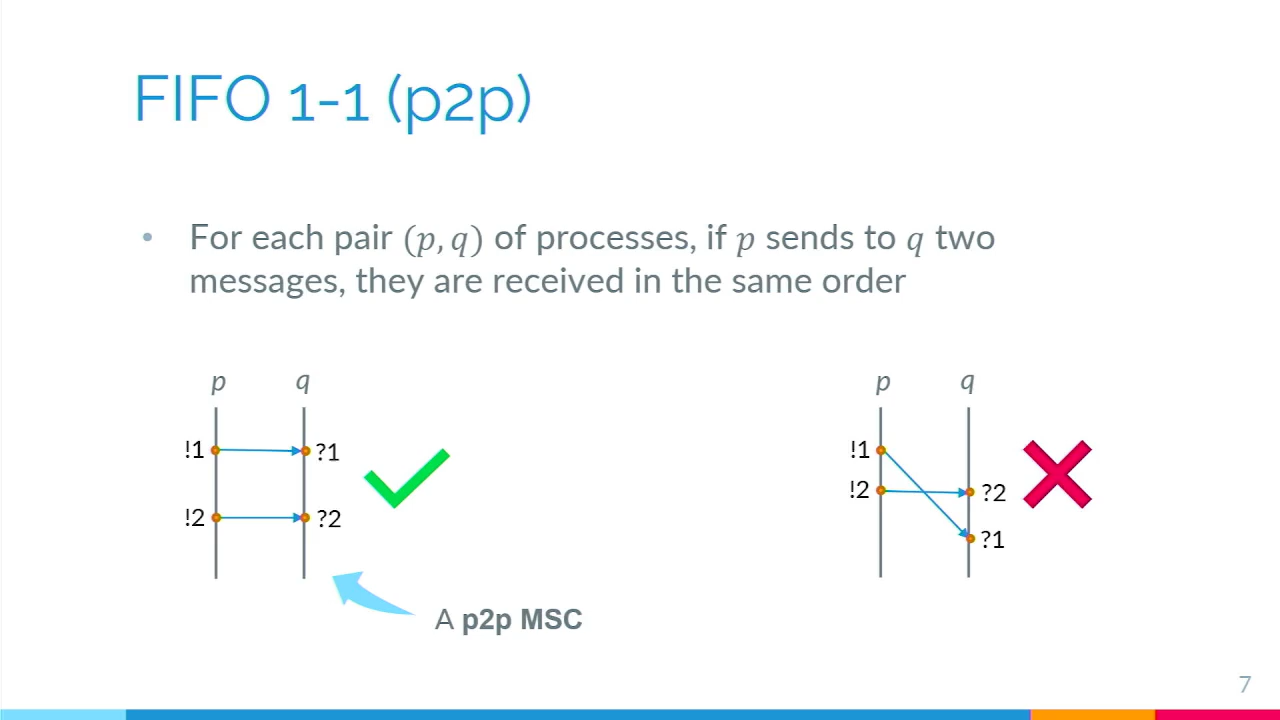 FIFO 1-1 (p2p)
• For each pair (p, q) of processes, if p sends to q two
messages, they are received in the same order
p q
!1 ?1
!2 ?2
A p2p MSC
p q
!1
!2 ?2
?1
7